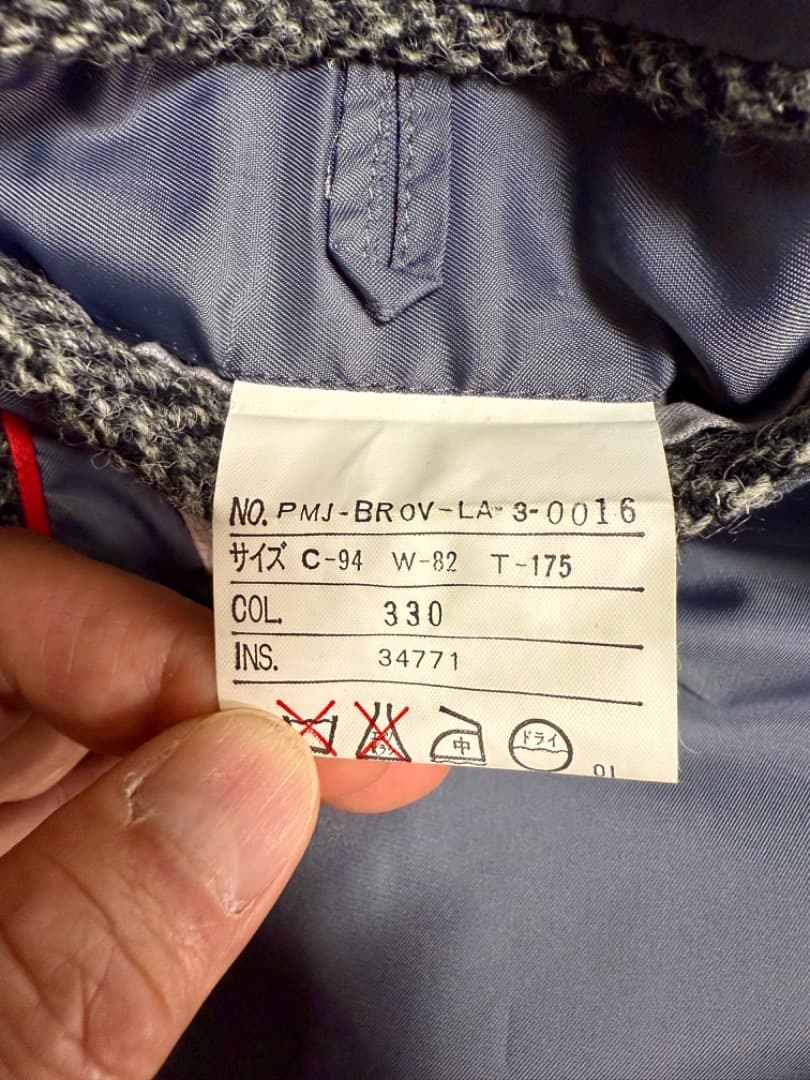 NO. PMJ-BROV-LA-3-0016
サイズ C-94 W-82 T-175
COL. 330
INS. 34771
中 ドライ